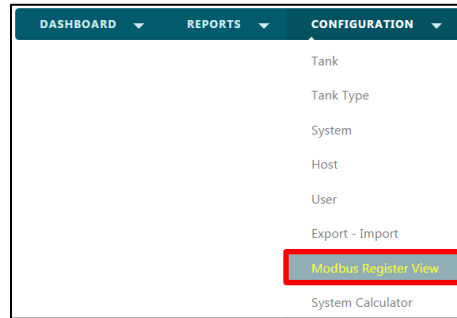 DASHBOARD REPORTS CONFIGURATION
Tank
Tank Type
System
Host
User
Export - Import
Modbus Register View
System Calculator